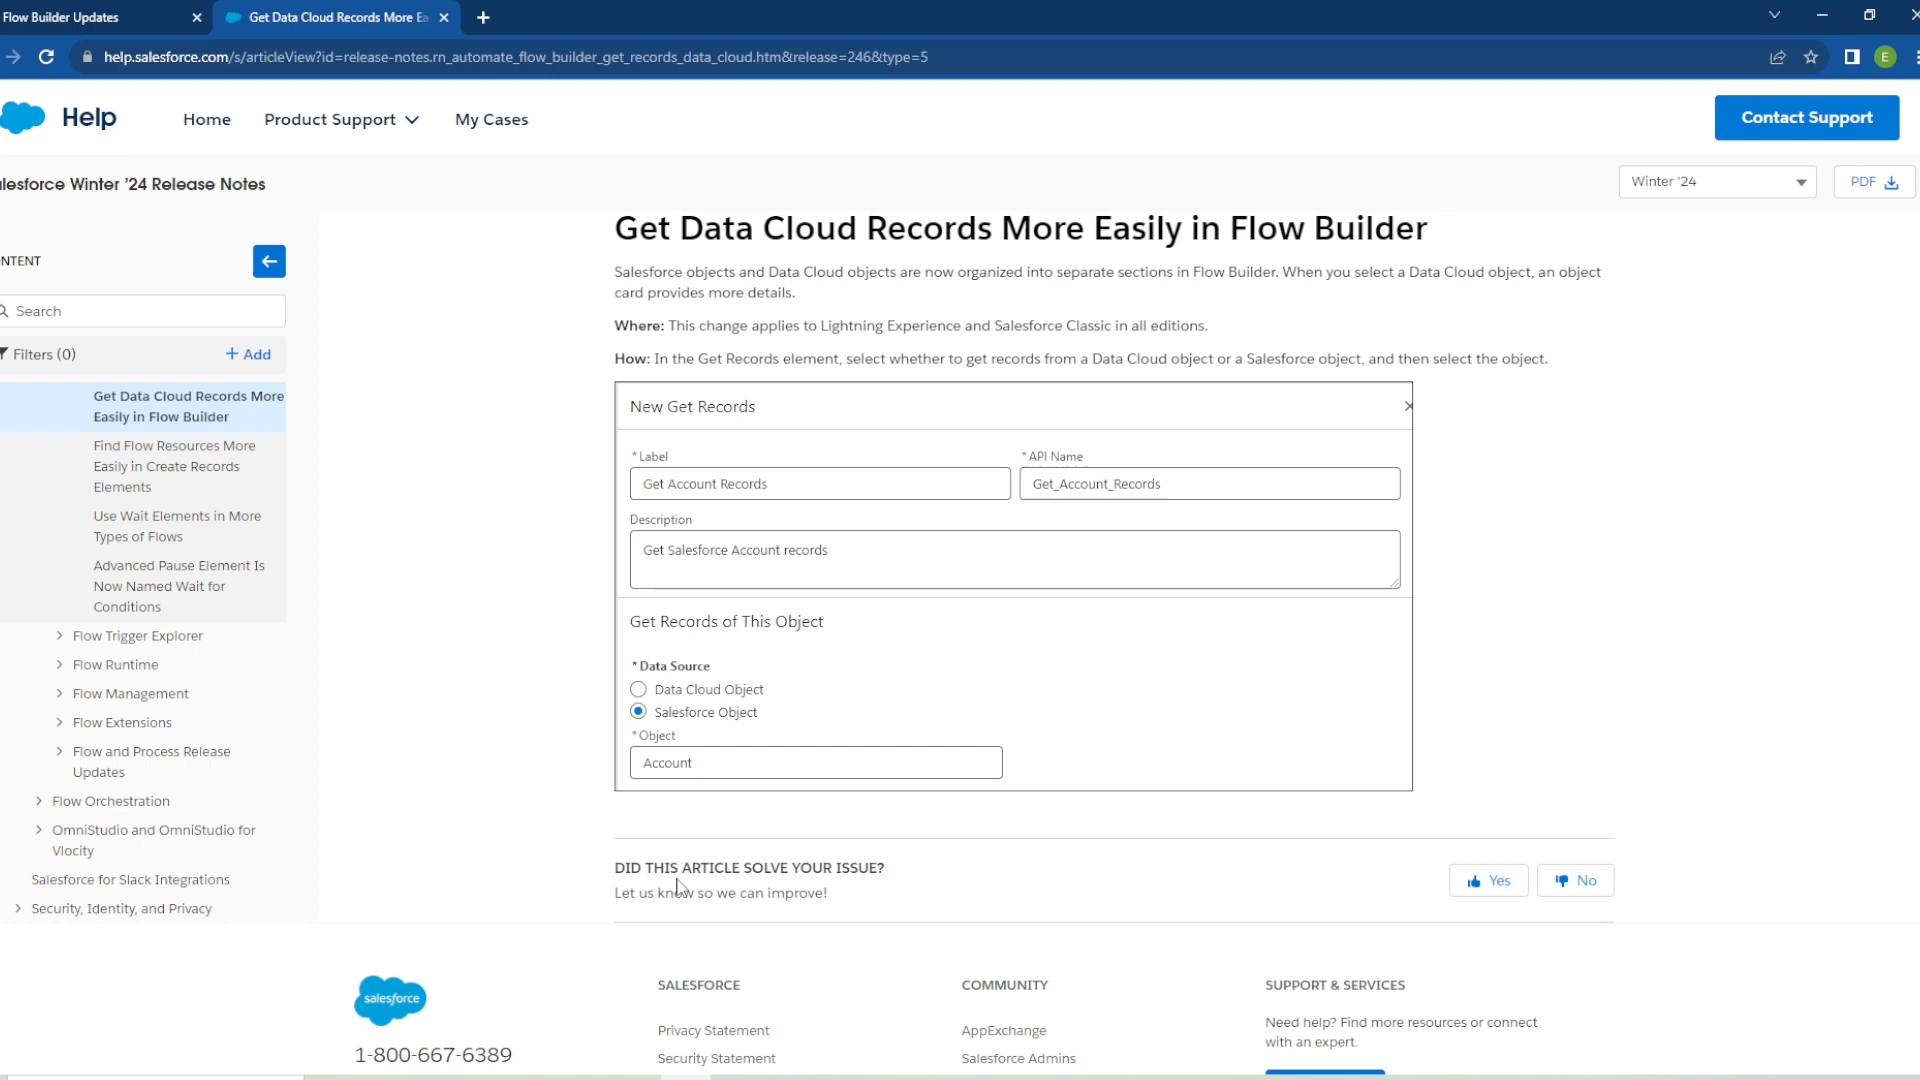 Flow Builder Updates
Get Data Cloud Records More Ea
help.salesforce.com/s/articleView?id=release-notes.rn_automate_flow_builder_get_records_data_cloud.htm&release=246&type=5
E
Help
Home
Product Support
My Cases
Contact Support
lesforce Winter '24 Release Notes
Winter '24
PDF
NTENT
Search
Filters (0)
+ Add
Get Data Cloud Records More
Easily in Flow Builder
Find Flow Resources More
Easily in Create Records
Elements
Use Wait Elements in More
Types of Flows
Advanced Pause Element Is
Now Named Wait for
Conditions
Flow Trigger Explorer
Flow Runtime
Flow Management
Flow Extensions
Flow and Process Release
Updates
Flow Orchestration
OmniStudio and OmniStudio for
Vlocity
Salesforce for Slack Integrations
Security, Identity, and Privacy
Get Data Cloud Records More Easily in Flow Builder
Salesforce objects and Data Cloud objects are now organized into separate sections in Flow Builder. When you select a Data Cloud object, an object
card provides more details.
Where: This change applies to Lightning Experience and Salesforce Classic in all editions.
How: In the Get Records element, select whether to get records from a Data Cloud object or a Salesforce object, and then select the object.
New Get Records
*Label
*API Name
Get Account Records
Get_Account_Records
Description
Get Salesforce Account records
Get Records of This Object
*Data Source
Data Cloud Object
Salesforce Object
*Object
Account
DID THIS ARTICLE SOLVE YOUR ISSUE?
Let us know so we can improve!
Yes
No
salesforce
1-800-667-6389
SALESFORCE
Privacy Statement
Security Statement
COMMUNITY
AppExchange
Salesforce Admins
SUPPORT & SERVICES
Need help? Find more resources or connect
with an expert.